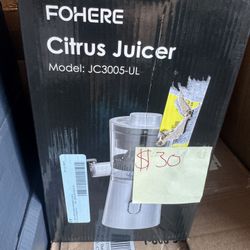 FOHERE
Citrus Juicer
Model: JC3005-UL
$30